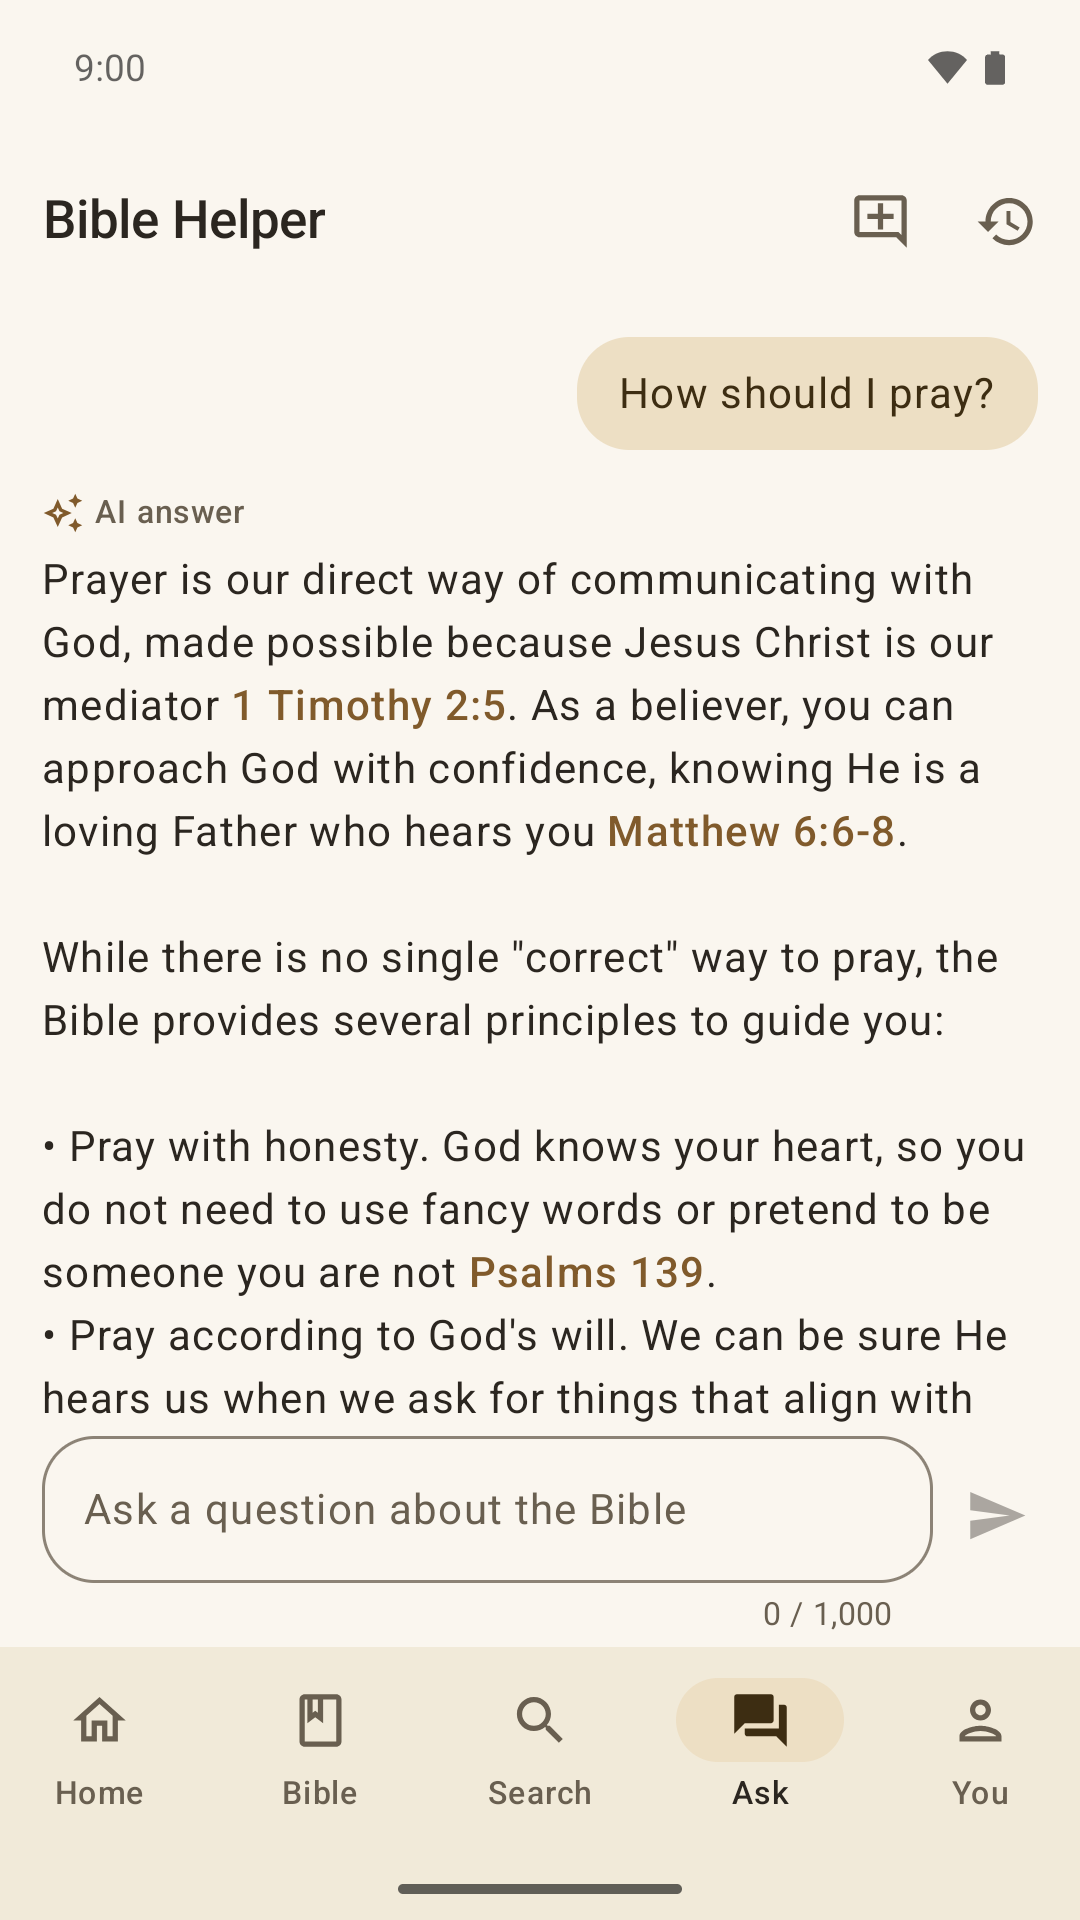 9:00
Bible Helper
How should I pray?
AI answer
Prayer is our direct way of communicating with
God, made possible because Jesus Christ is our
mediator 1 Timothy 2:5. As a believer, you can
approach God with confidence, knowing He is a
loving Father who hears you Matthew 6:6-8.
While there is no single "correct" way to pray, the
Bible provides several principles to guide you:
• Pray with honesty. God knows your heart, so you
do not need to use fancy words or pretend to be
someone you are not Psalms 139.
• Pray according to God's will. We can be sure He
hears us when we ask for things that align with
Ask a question about the Bible
0 / 1,000
Home
Bible
Search
Ask
You